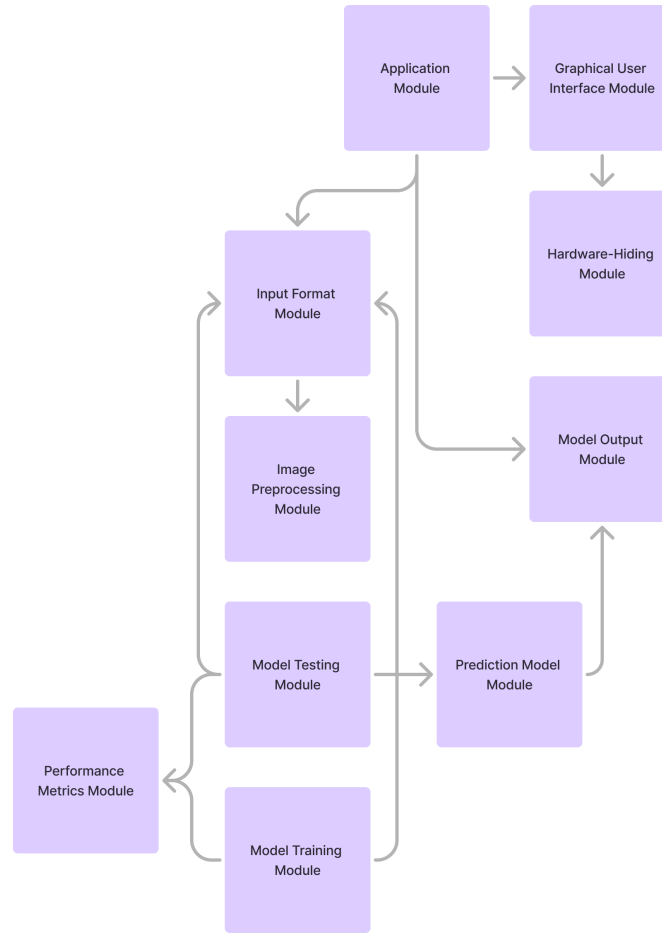 Application
Module
Graphical User
Interface Module
Hardware-Hiding
Module
Input Format
Module
Model Output
Module
Image
Preprocessing
Module
Model Testing
Module
Prediction Model
Module
Performance
Metrics Module
Model Training
Module